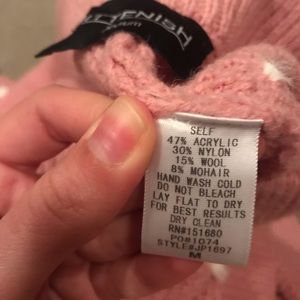 SELF
47% ACRYLIC
30% NYLON
15% WOOL
8% MOHAIR
HAND WASH COLD
DO NOT BLEACH
LAY FLAT TO DRY
FOR BEST RESULTS
DRY CLEAN
RN#151680
PO#1074
STYLE#JP1697
M